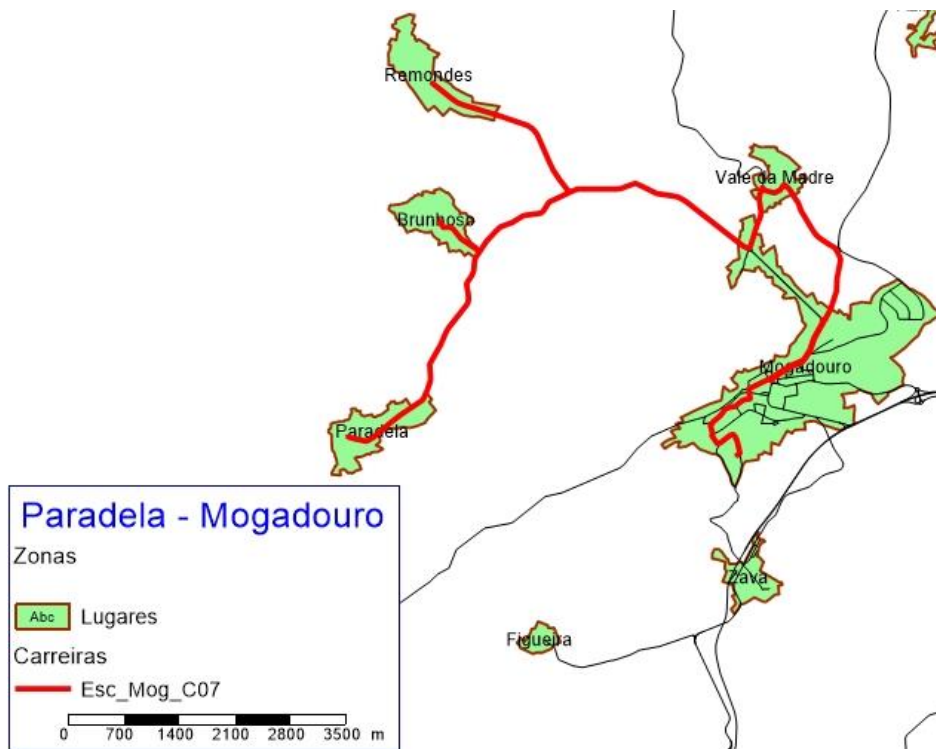 Remondes
Vale da Madre
Brunhoso
Mogadouro
Paradela
Zava
Figueira
Paradela - Mogadouro
Zonas
Abc Lugares
Carreiras
Esc_Mog_C07
0 700 1400 2100 2800 3500 m